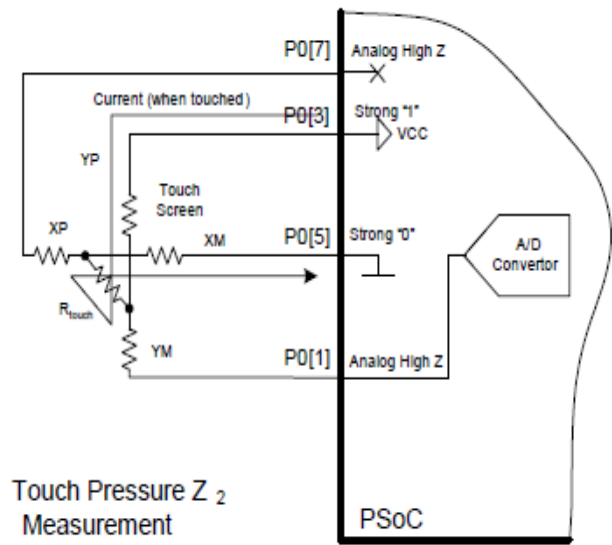 P0[7] Analog High Z
Current (when touched)
P0[3] Strong "1"
VCC
YP
Touch
Screen
XP
XM
P0[5] Strong "0"
A/D
Convertor
Rtouch
YM
P0[1] Analog High Z
Touch Pressure Z 2
Measurement
PSoC